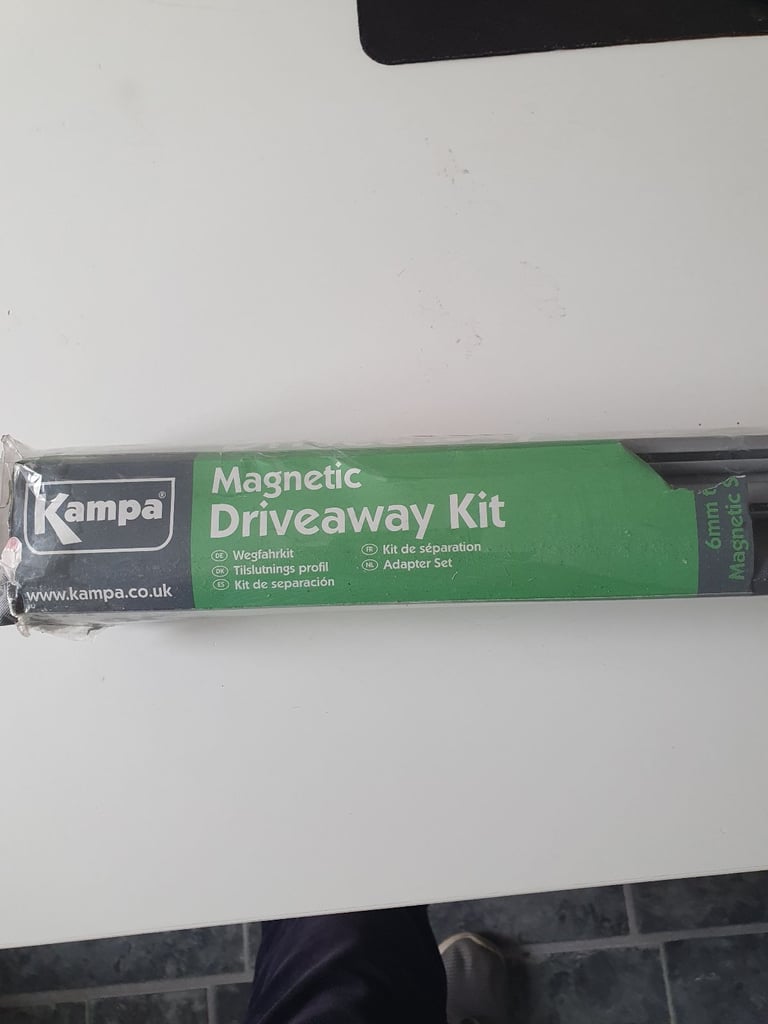 Kampa®
www.kampa.co.uk
Magnetic
Driveaway Kit
DE Wegfahrkit
DK Tilslutnings profil
ES Kit de separación
FR Kit de séparation
NL Adapter Set
6mm
Magnetic